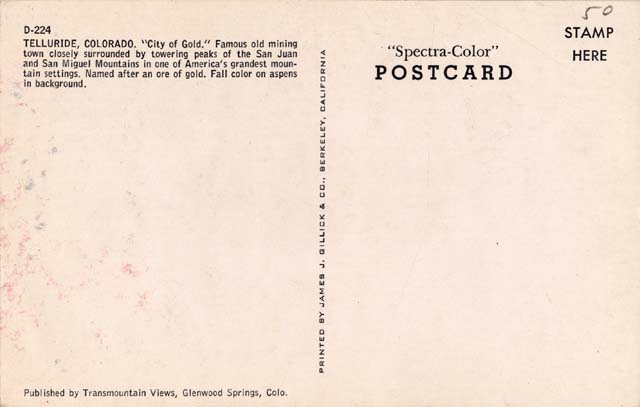 D-224
TELLURIDE, COLORADO. "City of Gold." Famous old mining
town closely surrounded by towering peaks of the San Juan
and San Miguel Mountains in one of America's grandest moun-
tain settings. Named after an ore of gold. Fall color on aspens
in background.
Published by Transmountain Views, Glenwood Springs, Colo.
PRINTED BY JAMES J. GILLICK & CO., BERKELEY, CALIFORNIA
"Spectra-Color"
POSTCARD
50
STAMP
HERE